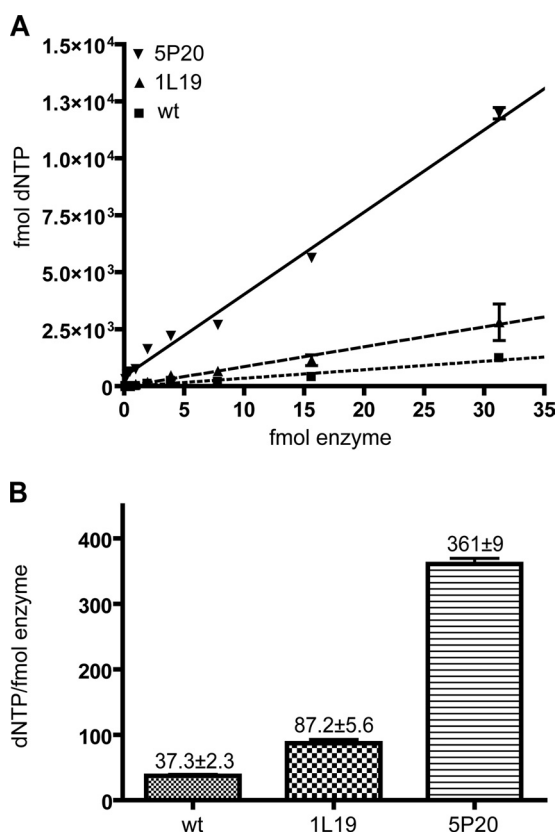 A
1.5×10⁴
5P20
1L19
wt
1.3×10⁴
1.0×10⁴
7.5×10³
5.0×10³
2.5×10³
0
fmol dNTP
0 5 10 15 20 25 30 35
fmol enzyme
B
400
300
200
100
0
dNTP/fmol enzyme
361±9
87.2±5.6
37.3±2.3
wt 1L19 5P20